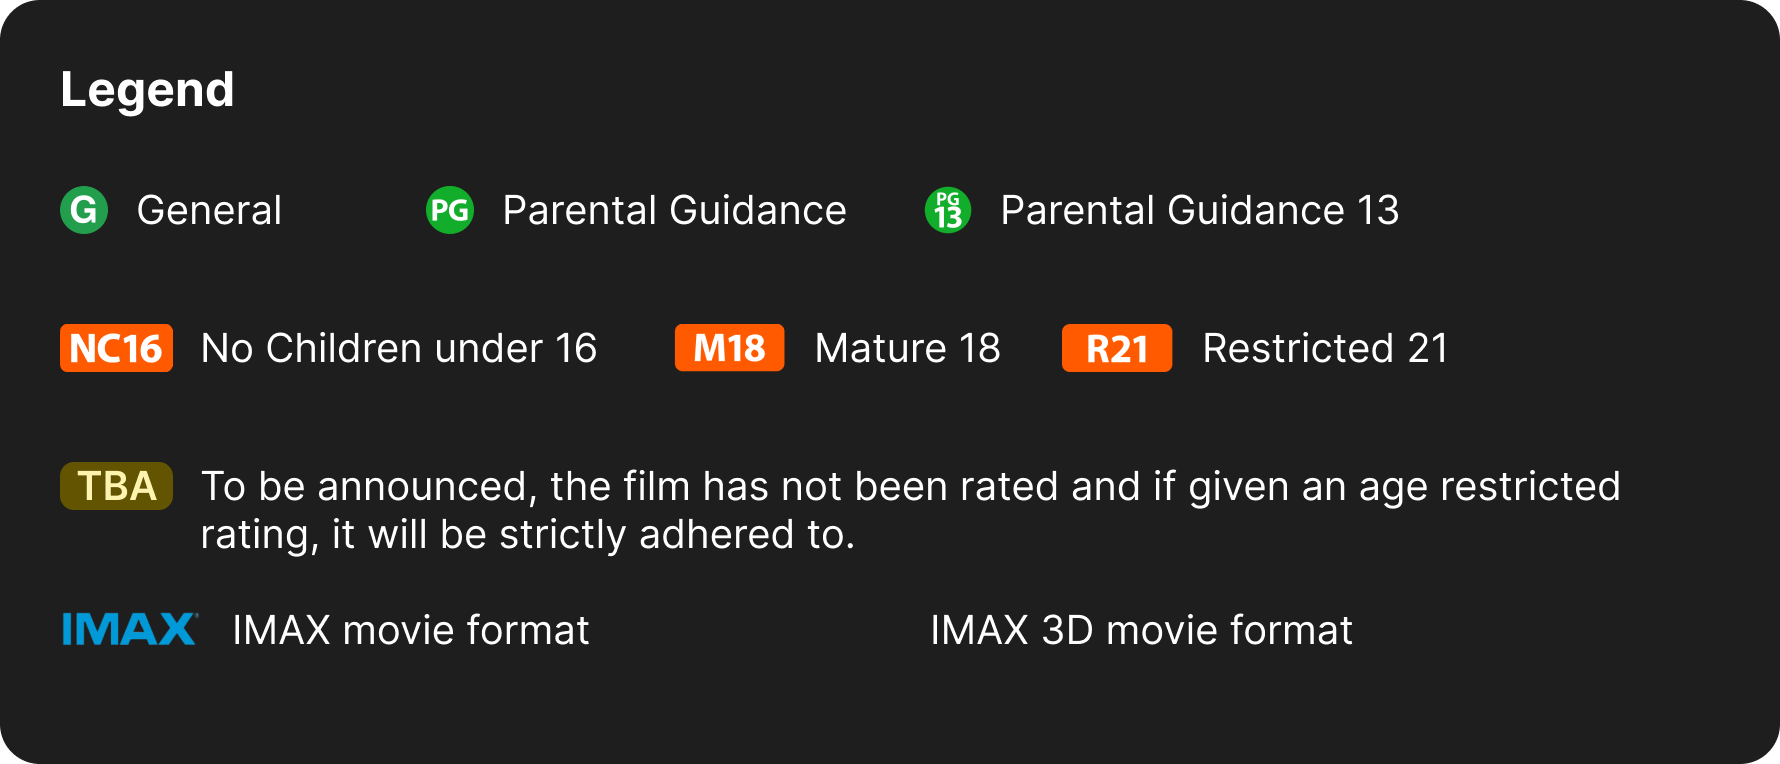 Legend
G General PG Parental Guidance PG 13 Parental Guidance 13
NC16 No Children under 16 M18 Mature 18 R21 Restricted 21
TBA To be announced, the film has not been rated and if given an age restricted
rating, it will be strictly adhered to.
IMAX IMAX movie format IMAX 3D movie format